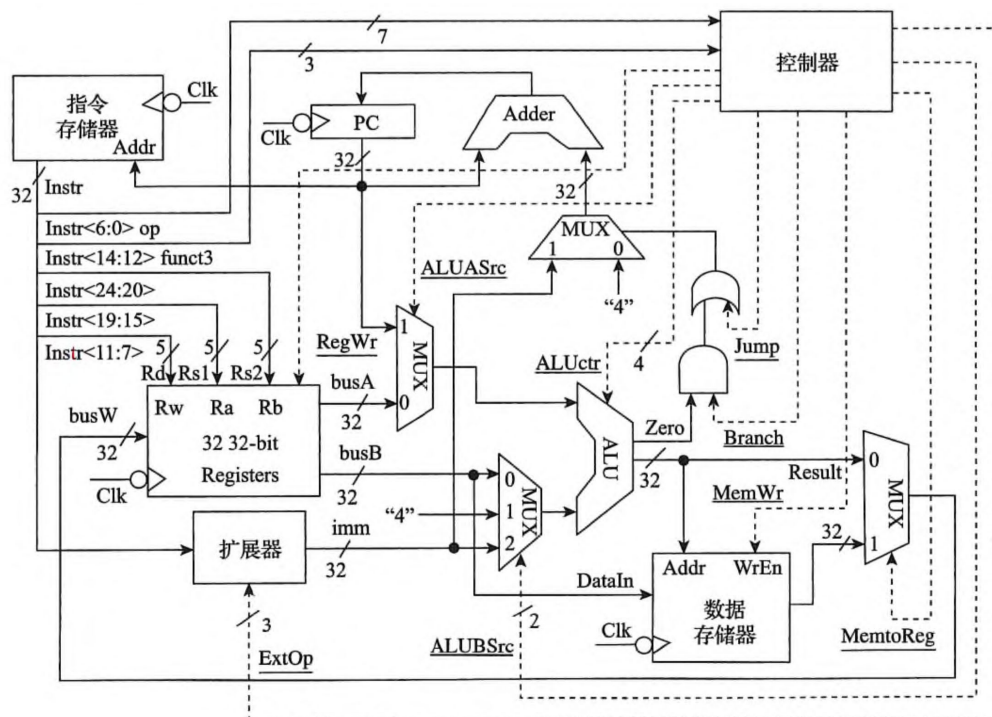 7
3
控制器
指令
存储器
Clk
Addr
PC
Clk
Adder
32
32
32
Instr
Instr<6:0> op
Instr<14:12> funct3
Instr<24:20>
Instr<19:15>
Instr<11:7>
MUX
1
0
“4”
ALUASrc
RegWr
1
MUX
0
ALUctr
4
Jump
5
5
5
Rd
Rs1
Rs2
busA
32
busW
32
Rw
Ra
Rb
32 32-bit
Registers
Clk
busB
32
ALU
Zero
32
Branch
Result
MemWr
0
MUX
1
32
0
“4”
1
MUX
2
扩展器
imm
32
DataIn
Addr
WrEn
数据
存储器
Clk
2
ALUBSrc
MemtoReg
3
ExtOp